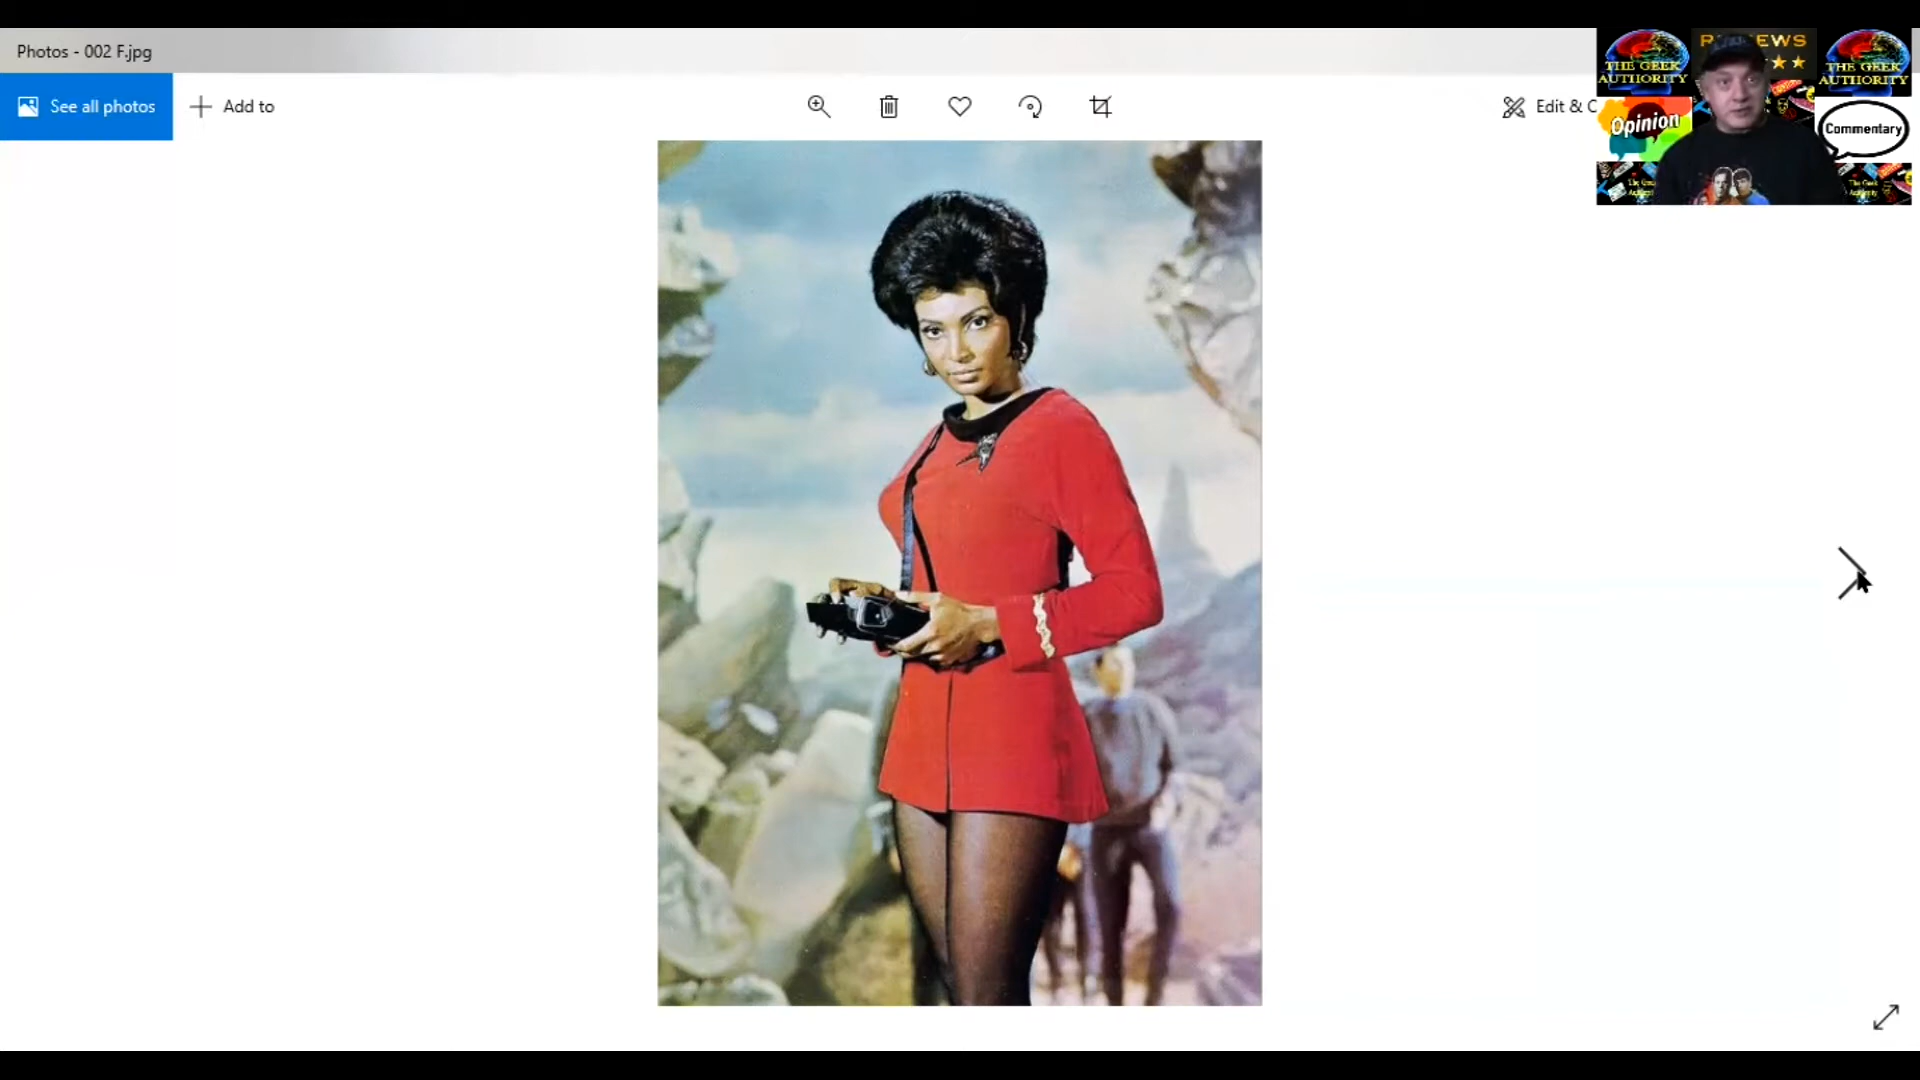 Photos - 002 F.jpg
See all photos
Add to
Edit & C
THE GEEK
AUTHORITY
THE GEEK
AUTHORITY
Opinion
Commentary